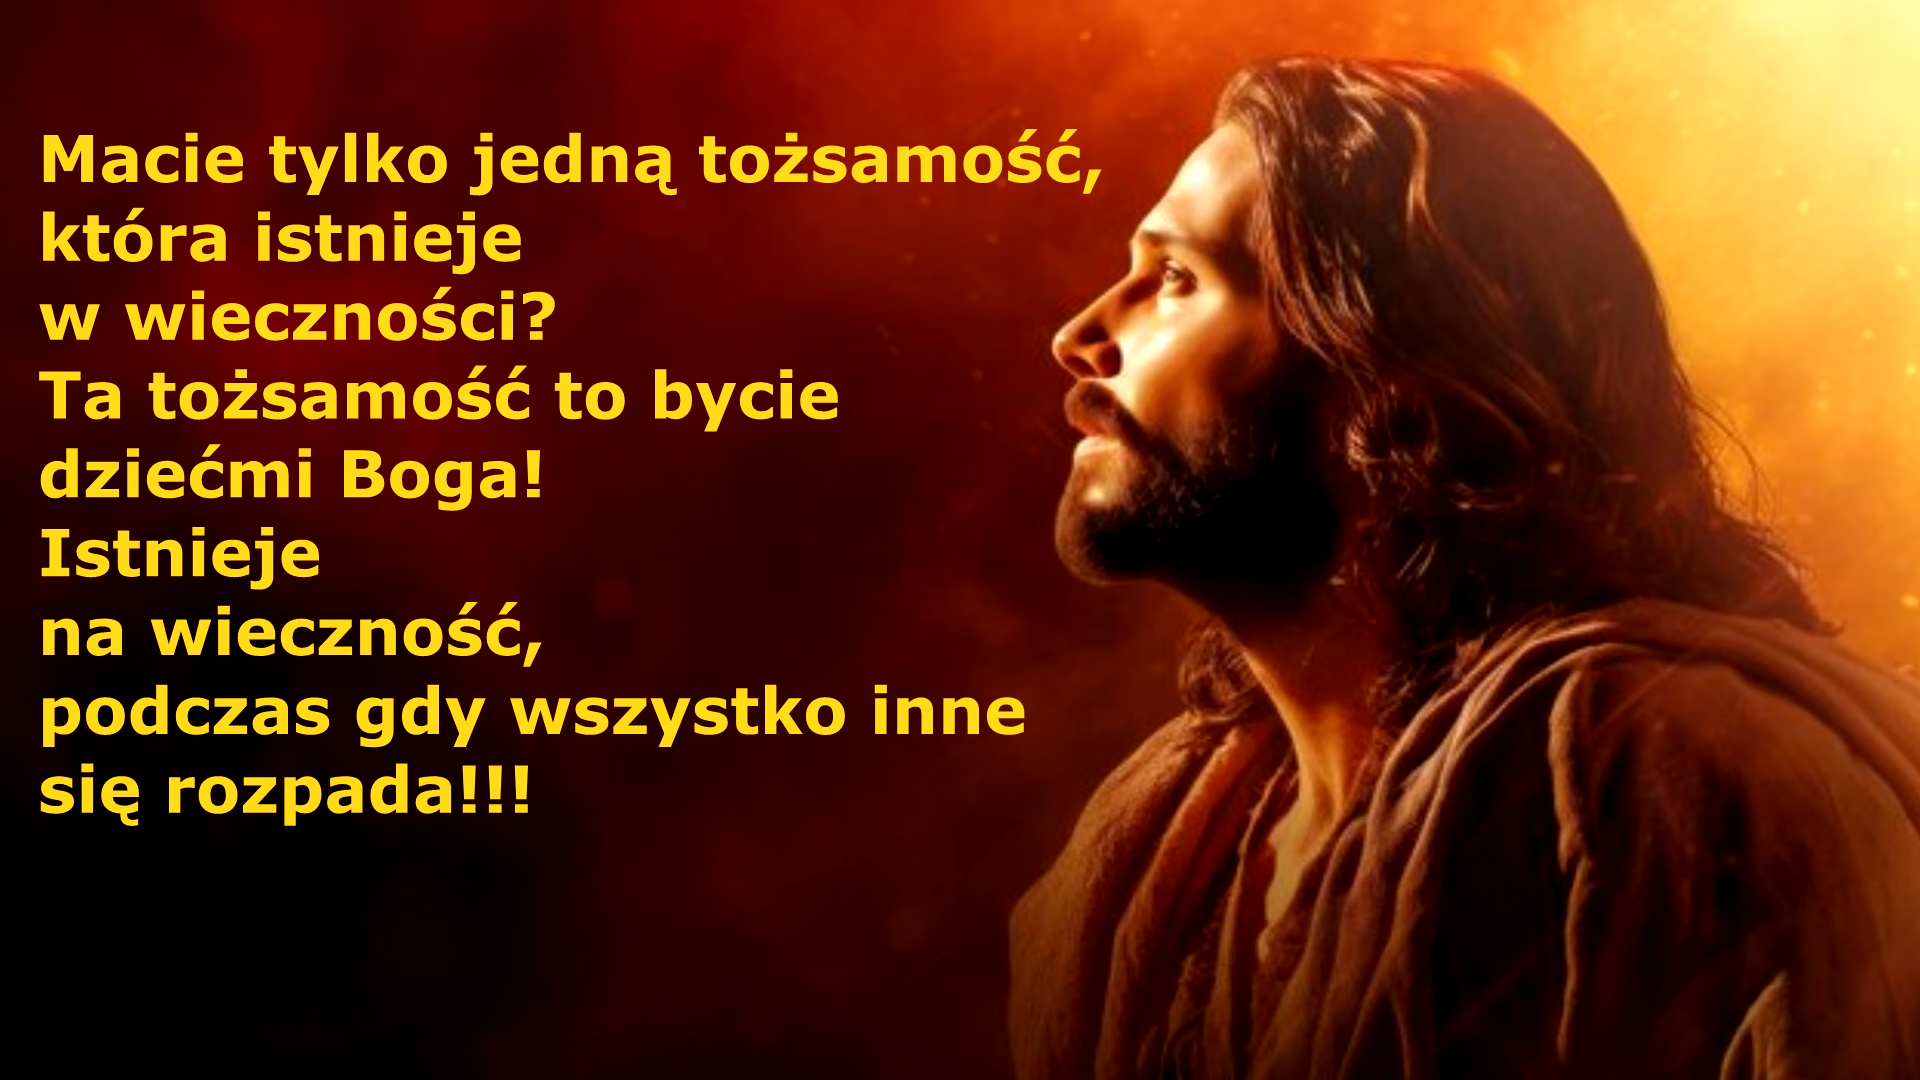 Macie tylko jedną tożsamość,
która istnieje
w wieczności?
Ta tożsamość to bycie
dziećmi Boga!
Istnieje
na wieczność,
podczas gdy wszystko inne
się rozpada!!!